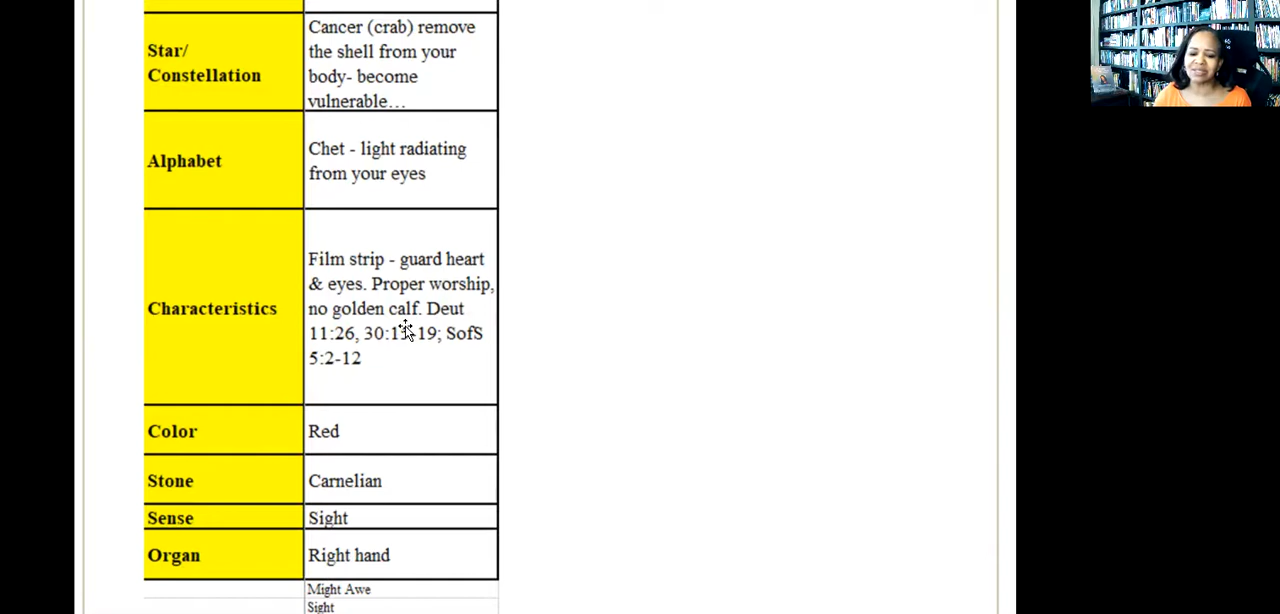 Star/
Constellation
Cancer (crab) remove
the shell from your
body- become
vulnerable…
Alphabet
Chet - light radiating
from your eyes
Characteristics
Film strip - guard heart
& eyes. Proper worship,
no golden calf. Deut
11:26, 19; SofS
5:2-12
Color
Red
Stone
Carnelian
Sense
Sight
Organ
Right hand
Might Awe
Sight